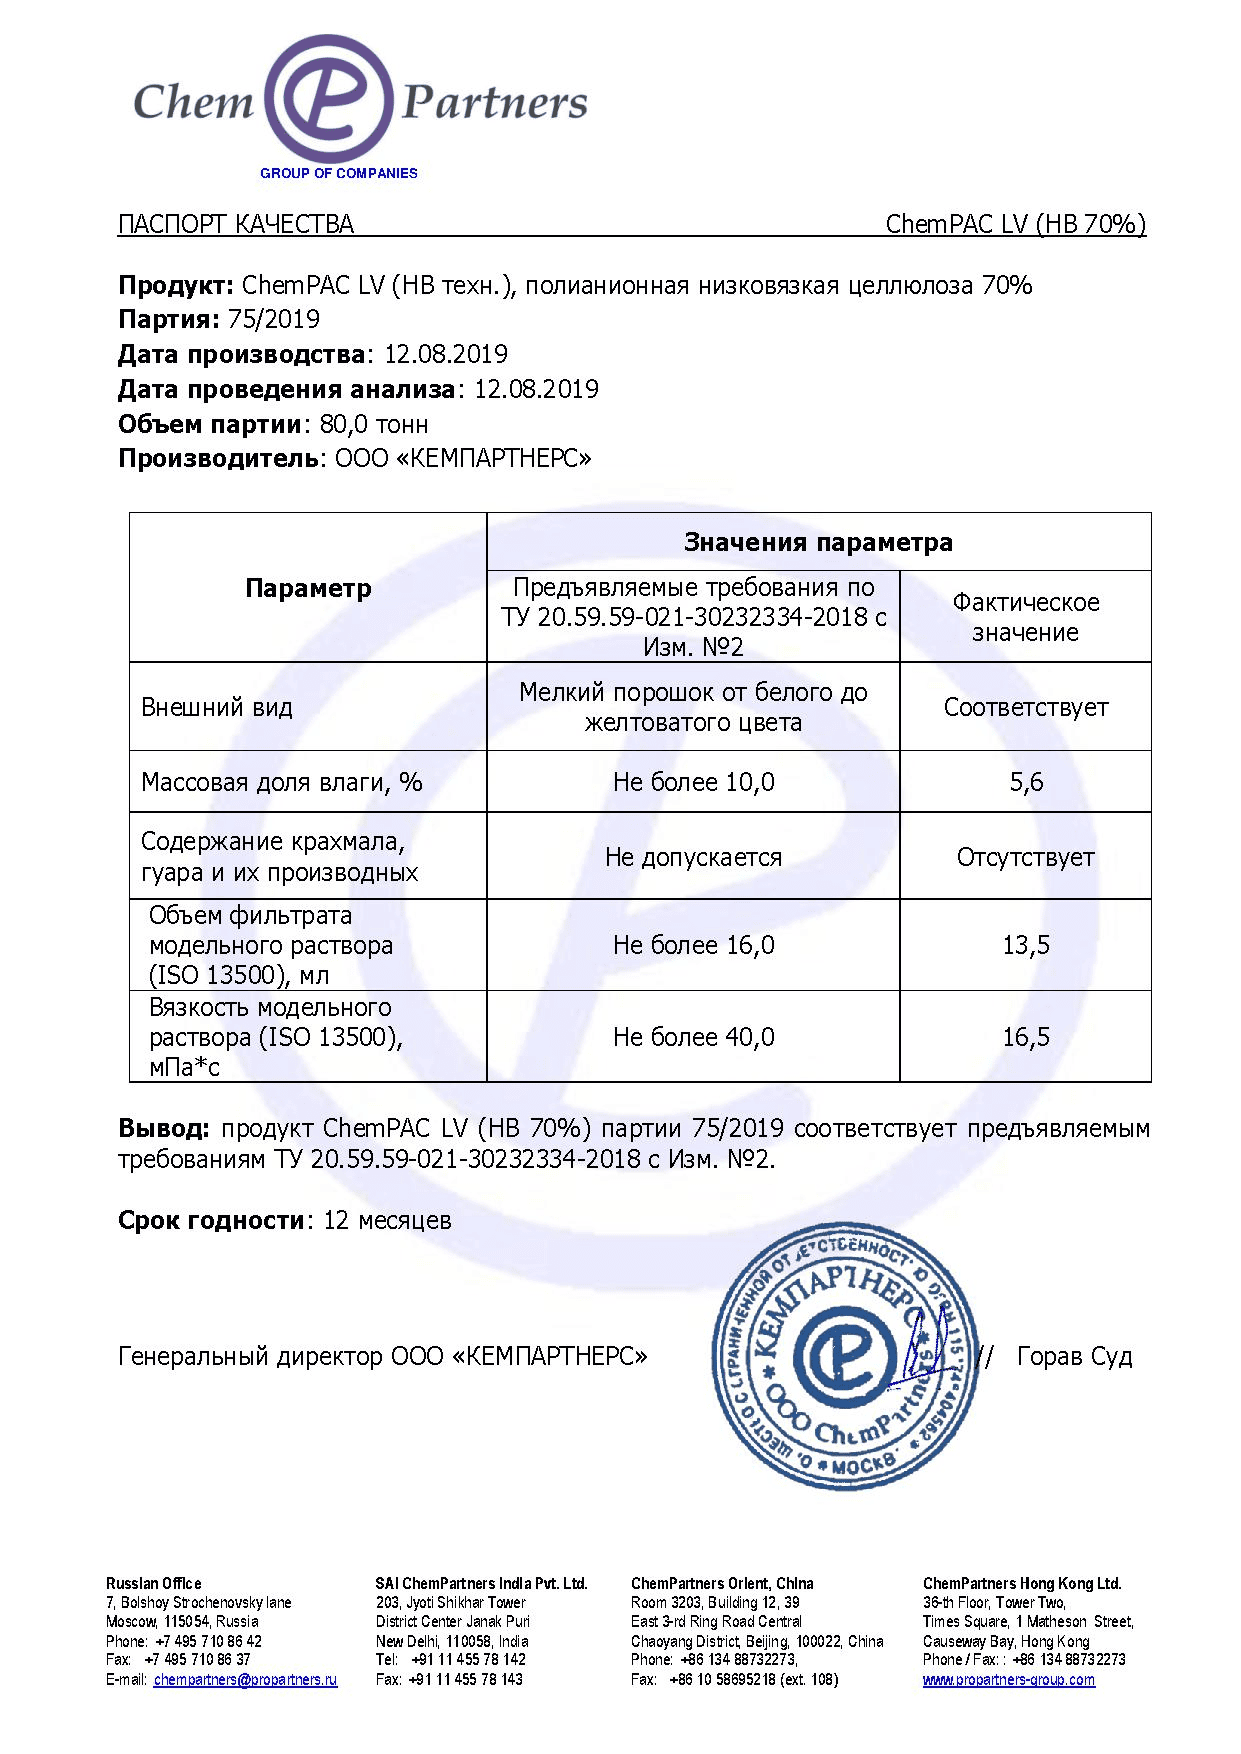 Chem Partners
GROUP OF COMPANIES
ПАСПОРТ КАЧЕСТВА ChemPAC LV (НВ 70%)
Продукт: ChemPAC LV (НВ техн.), полианионная низковязкая целлюлоза 70%
Партия: 75/2019
Дата производства: 12.08.2019
Дата проведения анализа: 12.08.2019
Объем партии: 80,0 тонн
Производитель: ООО «КЕМПАРТНЕРС»
Параметр
Значения параметра
Предъявляемые требования по
ТУ 20.59.59-021-30232334-2018 с
Изм. №2
Фактическое
значение
Внешний вид
Мелкий порошок от белого до
желтоватого цвета
Соответствует
Массовая доля влаги, %
Не более 10,0
5,6
Содержание крахмала,
гуара и их производных
Не допускается
Отсутствует
Объем фильтрата
модельного раствора
(ISO 13500), мл
Не более 16,0
13,5
Вязкость модельного
раствора (ISO 13500),
мПа*с
Не более 40,0
16,5
Вывод: продукт ChemPAC LV (НВ 70%) партии 75/2019 соответствует предъявляемым
требованиям ТУ 20.59.59-021-30232334-2018 с Изм. №2.
Срок годности: 12 месяцев
Генеральный директор ООО «КЕМПАРТНЕРС» // Горав Суд
КЕМПАРТНЕРС
ООО ChemPartners
Russian Office
7, Bolshoy Strochenovsky lane
Moscow, 115054, Russia
Phone: +7 495 710 86 42
Fax: +7 495 710 86 37
E-mail: chempartners@propartners.ru
SAI ChemPartners India Pvt. Ltd.
203, Jyoti Shikhar Tower
District Center Janak Puri
New Delhi, 110058, India
Tel: +91 11 455 78 142
Fax: +91 11 455 78 143
ChemPartners Orient, China
Room 3203, Building 12, 39
East 3-rd Ring Road Central
Chaoyang District, Beijing, 100022, China
Phone: +86 134 88732273,
Fax: +86 10 58695218 (ext. 108)
ChemPartners Hong Kong Ltd.
36-th Floor, Tower Two,
Times Square, 1 Matheson Street,
Causeway Bay, Hong Kong
Phone / Fax: : +86 134 88732273
www.propartners-group.com